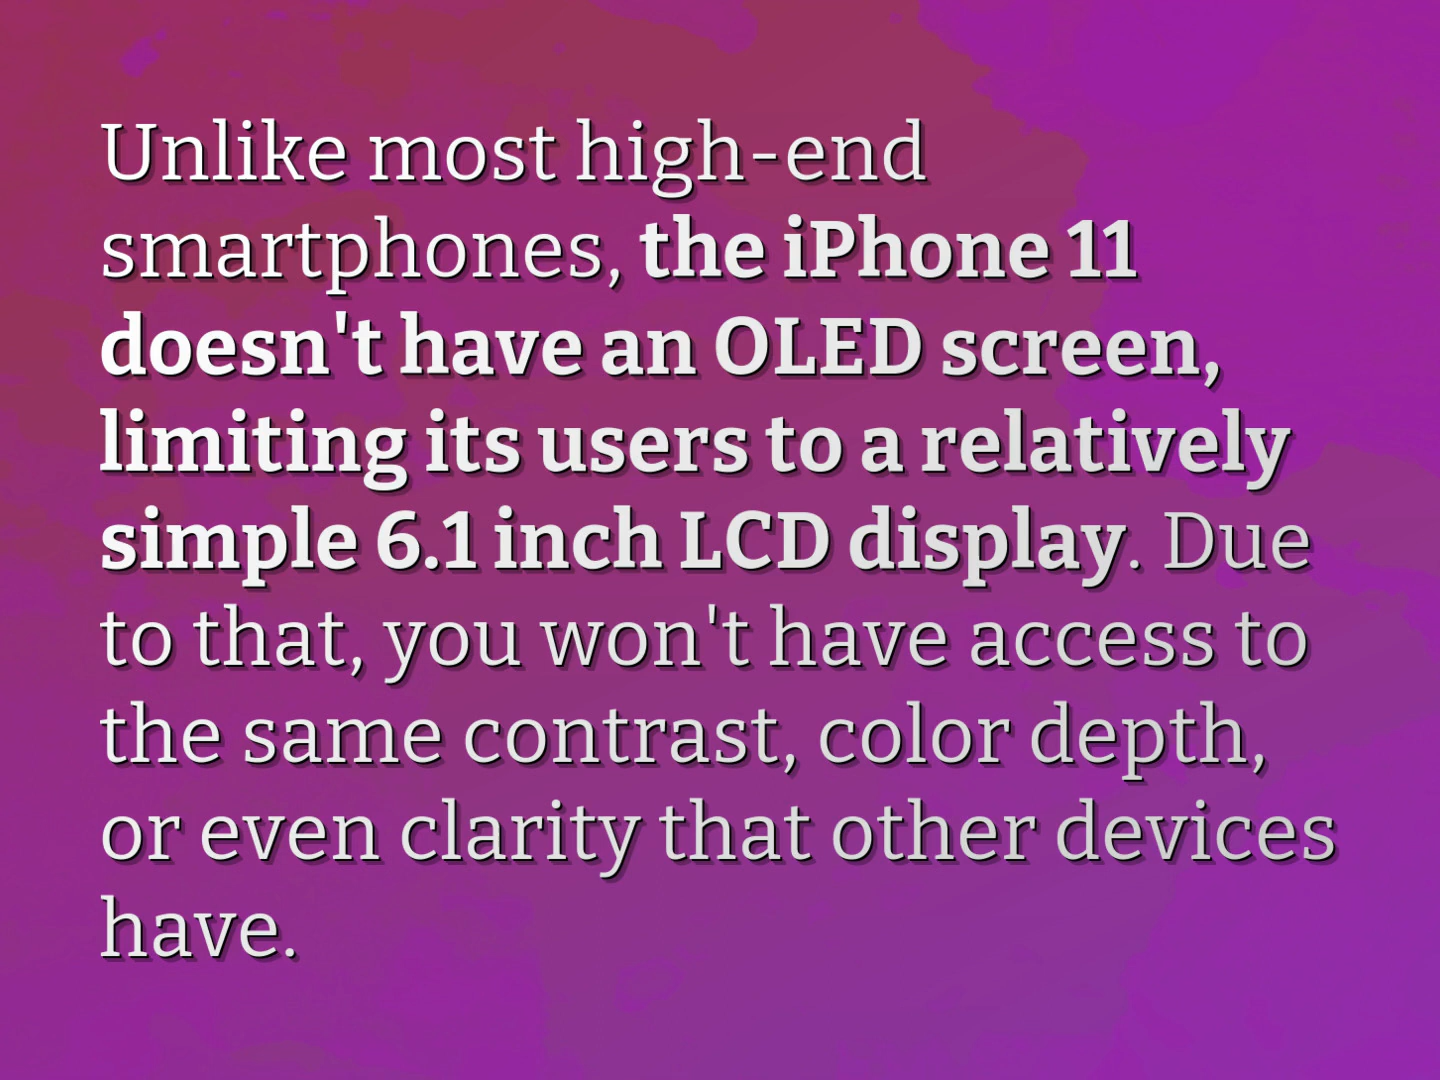 Unlike most high-end
smartphones, the iPhone 11
doesn't have an OLED screen,
limiting its users to a relatively
simple 6.1 inch LCD display. Due
to that, you won't have access to
the same contrast, color depth,
or even clarity that other devices
have.